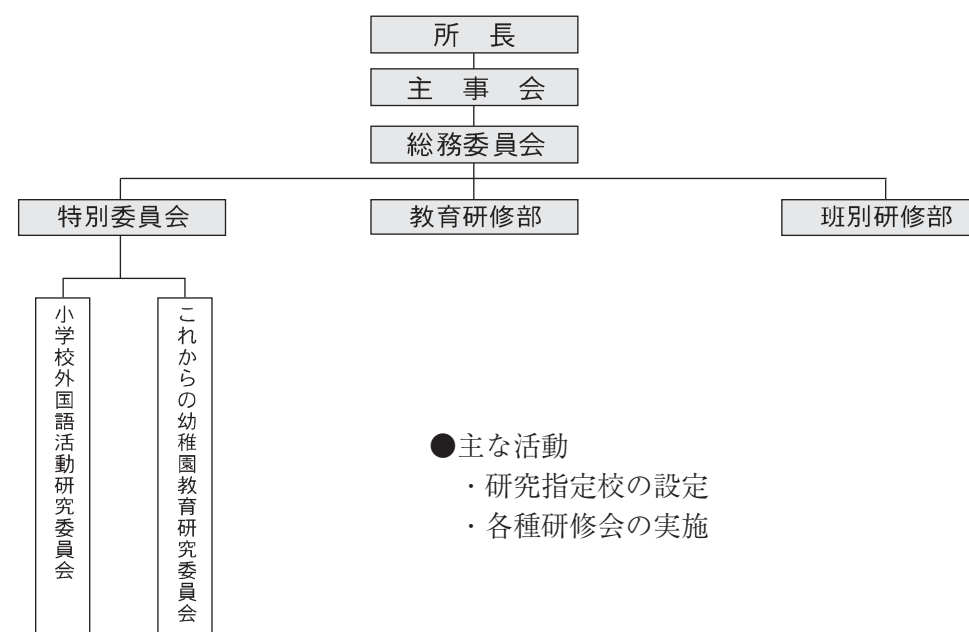 所　長
主　事　会
総務委員会
特別委員会
教育研修部
班別研修部
小学校外国語活動研究委員会
これからの幼稚園教育研究委員会
●主な活動
・研究指定校の設定
・各種研修会の実施